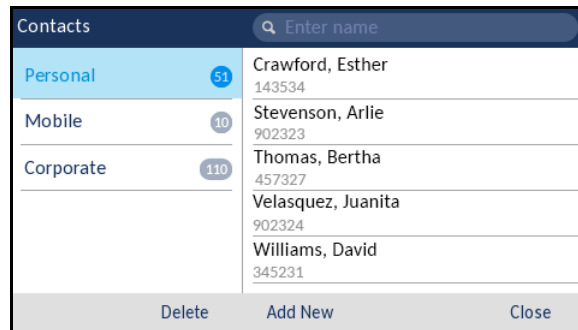 Contacts
Enter name
Personal 51
Mobile 10
Corporate 110
Crawford, Esther
143534
Stevenson, Arlie
902323
Thomas, Bertha
457327
Velasquez, Juanita
902324
Williams, David
345231
Delete Add New Close